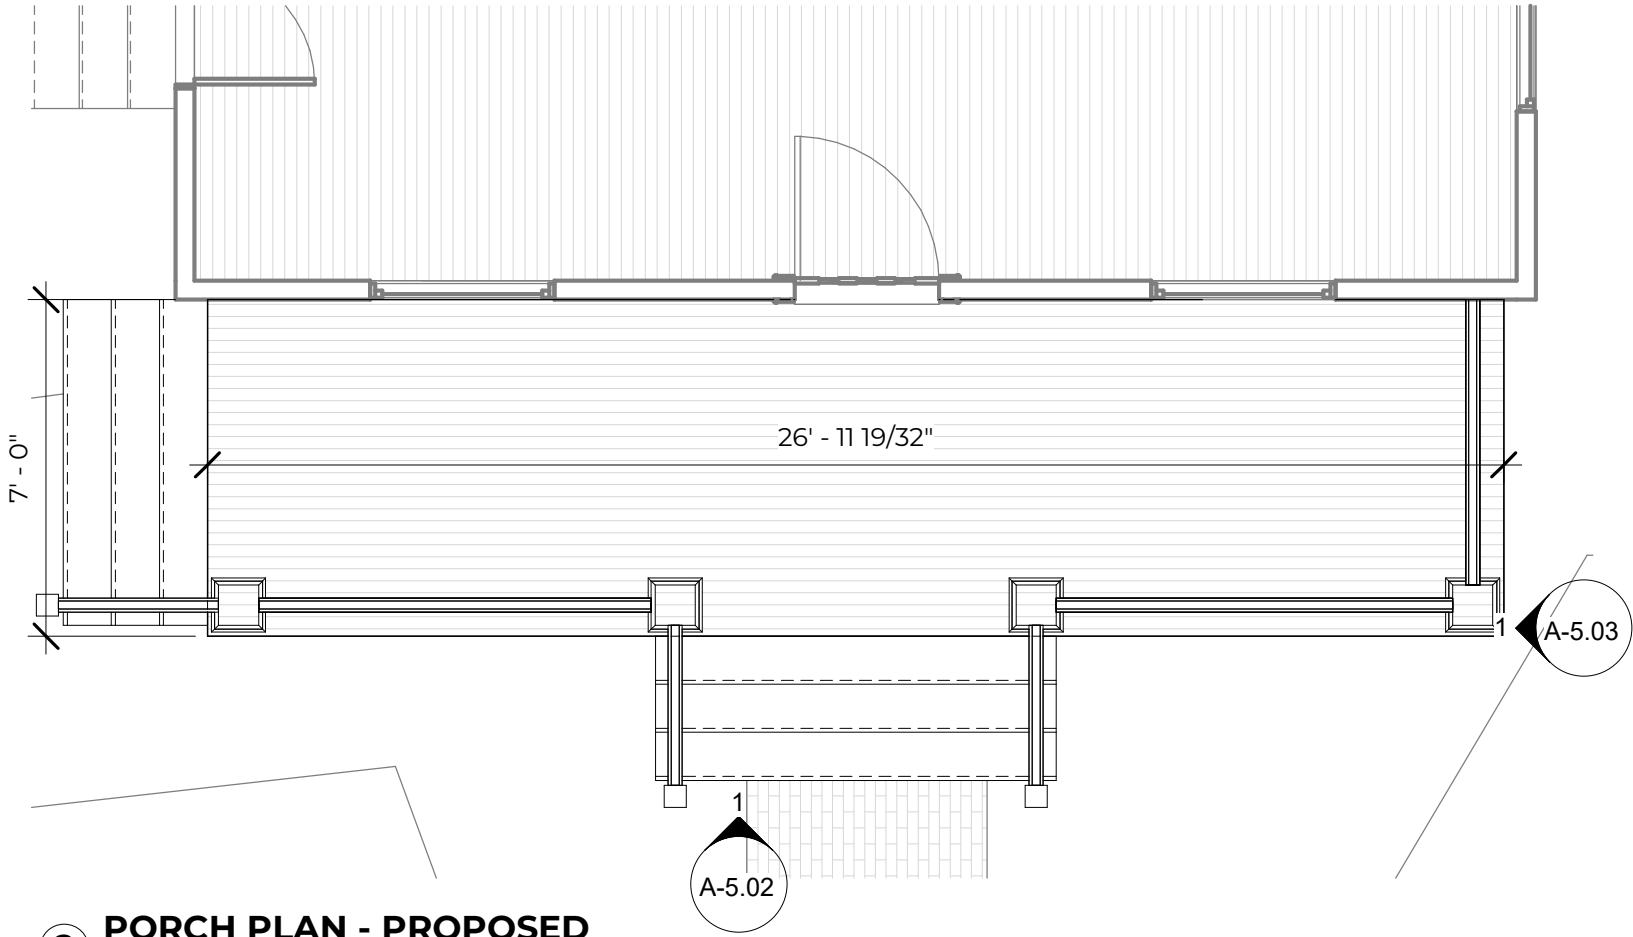 26' - 11 19/32"
7' - 0"
1
A-5.03
1
A-5.02
PORCH PLAN - PROPOSED